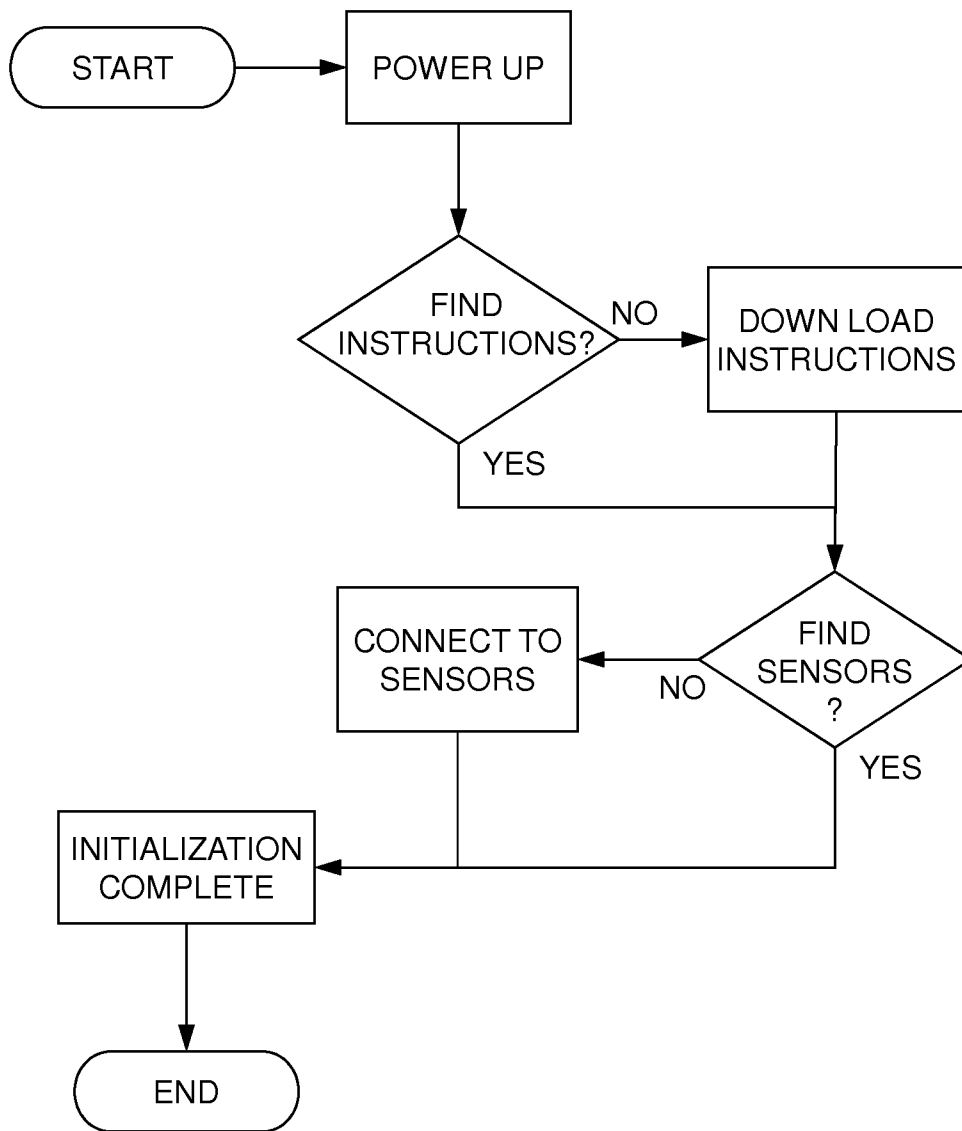 START
POWER UP
FIND
INSTRUCTIONS?
NO
DOWN LOAD
INSTRUCTIONS
YES
FIND
SENSORS
?
NO
CONNECT TO
SENSORS
YES
INITIALIZATION
COMPLETE
END